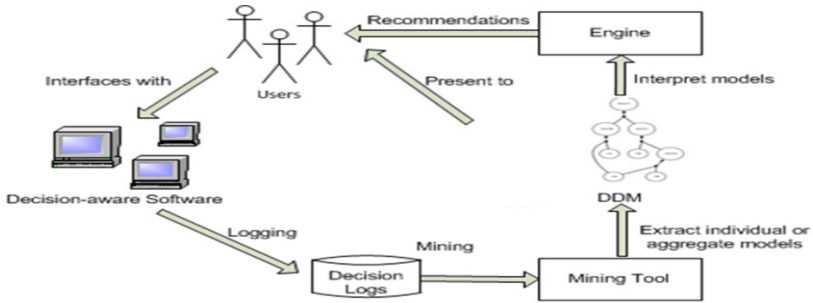 Recommendations
Engine
Interfaces with
Users
Present to
Interpret models
Decision-aware Software
DDM
Logging
Mining
Extract individual or
aggregate models
Decision
Logs
Mining Tool